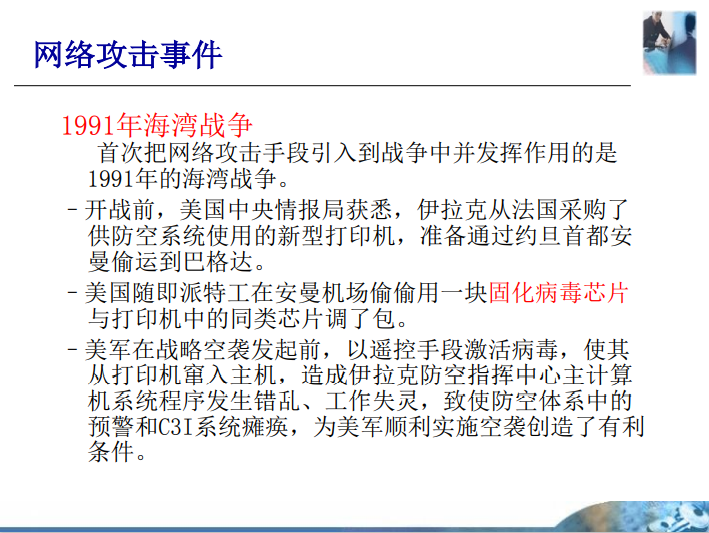 网络攻击事件
1991年海湾战争
首次把网络攻击手段引入到战争中并发挥作用的是
1991年的海湾战争。
–开战前，美国中央情报局获悉，伊拉克从法国采购了
供防空系统使用的新型打印机，准备通过约旦首都安
曼偷运到巴格达。
–美国随即派特工在安曼机场偷偷用一块固化病毒芯片
与打印机中的同类芯片调了包。
–美军在战略空袭发起前，以遥控手段激活病毒，使其
从打印机窜入主机，造成伊拉克防空指挥中心主计算
机系统程序发生错乱、工作失灵，致使防空体系中的
预警和C3I系统瘫痪，为美军顺利实施空袭创造了有利
条件。